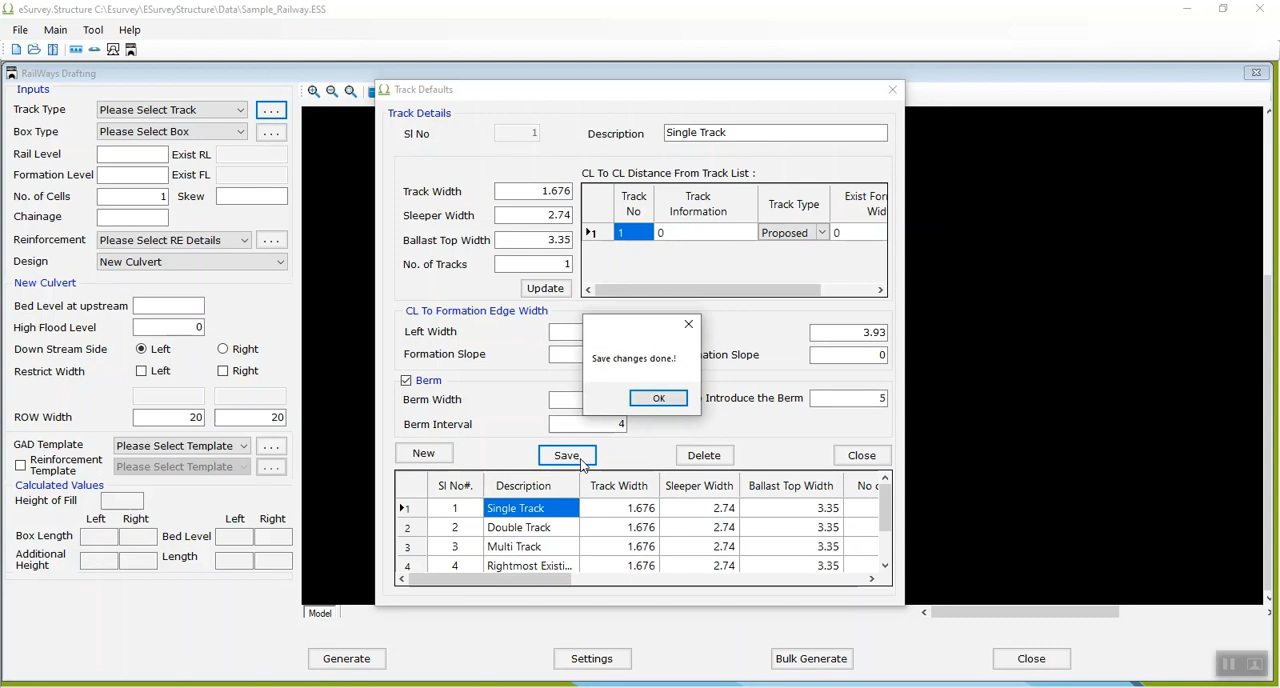 eSurvey.Structure C:\Esurvey\ESurveyStructure\Data\Sample_Railway.ESS
File Main Tool Help
RailWays Drafting
Inputs
Track Type Please Select Track ...
Box Type Please Select Box ...
Rail Level Exist RL
Formation Level Exist FL
No. of Cells 1 Skew
Chainage
Reinforcement Please Select RE Details ...
Design New Culvert
New Culvert
Bed Level at upstream
High Flood Level 0
Down Stream Side Left Right
Restrict Width Left Right
ROW Width 20 20
GAD Template Please Select Template ...
Reinforcement Template Please Select Template ...
Calculated Values
Height of Fill
Left Right Left Right
Box Length Bed Level
Additional Height Length
Track Defaults
Track Details
Sl No 1 Description Single Track
CL To CL Distance From Track List :
Track Width 1.676
Sleeper Width 2.74
Ballast Top Width 3.35
No. of Tracks 1
Update
Track No Track Information Track Type Exist For Wid
1 1 0 Proposed 0
CL To Formation Edge Width
Left Width 3.93
Formation Slope ation Slope 0
Berm
Berm Width Introduce the Berm 5
Berm Interval 4
Save changes done.!
OK
New Save Delete Close
Sl No#. Description Track Width Sleeper Width Ballast Top Width No
1 1 Single Track 1.676 2.74 3.35
2 2 Double Track 1.676 2.74 3.35
3 3 Multi Track 1.676 2.74 3.35
4 4 Rightmost Existi... 1.676 2.74 3.35
Model
Generate Settings Bulk Generate Close